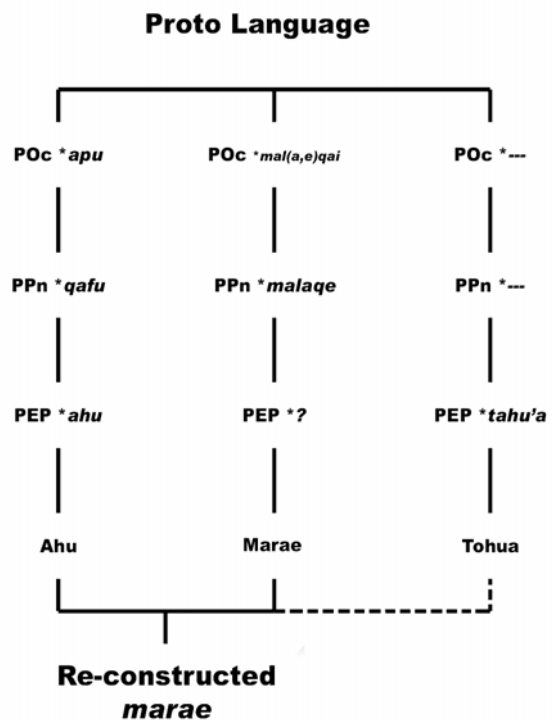 Proto Language
POc *apu POc *mal(a,e)qai POc *---
PPn *qafu PPn *malaqe PPn *---
PEP *ahu PEP *? PEP *tahu'a
Ahu Marae Tohua
Re-constructed
marae